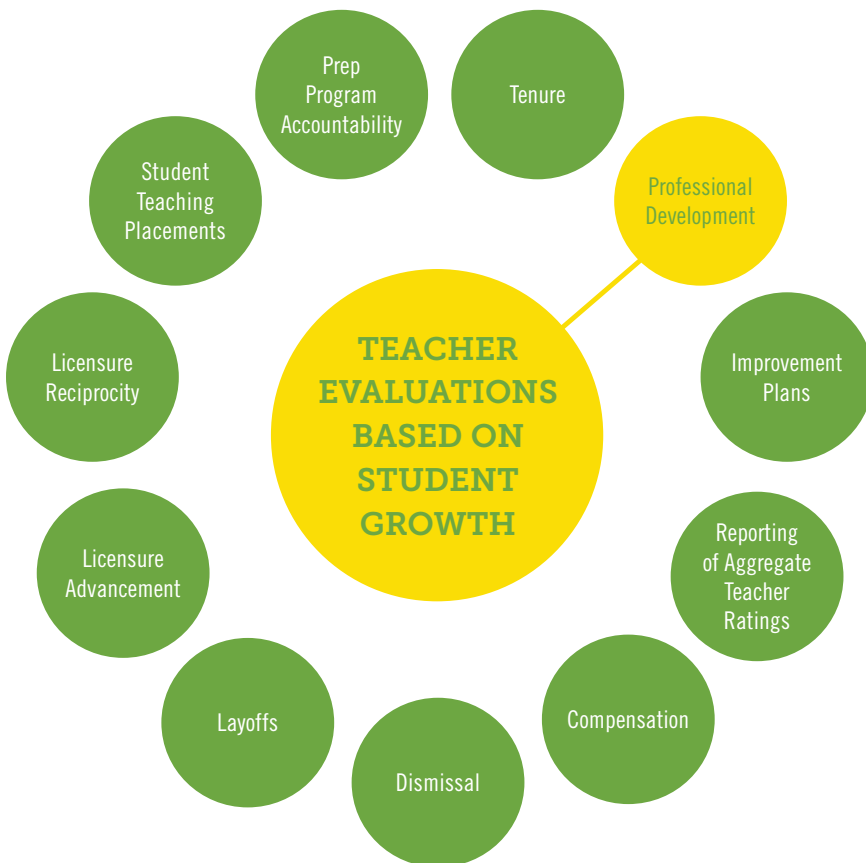 Prep
Program
Accountability
Tenure
Professional
Development
Student
Teaching
Placements
Licensure
Reciprocity
TEACHER
EVALUATIONS
BASED ON
STUDENT
GROWTH
Improvement
Plans
Licensure
Advancement
Reporting
of Aggregate
Teacher
Ratings
Layoffs
Compensation
Dismissal